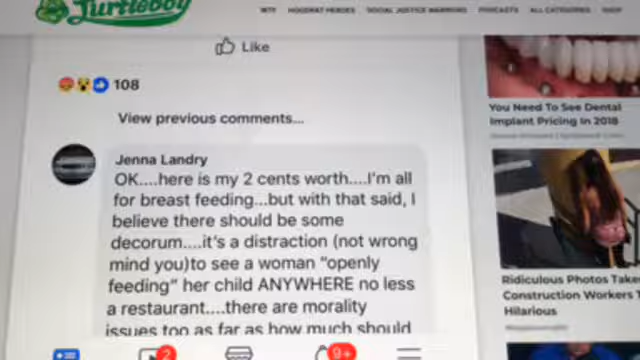 Turtleboy
WTF HOODRAT HEROES SOCIAL JUSTICE WARRIORS PODCASTS ALL CATEGORIES SHOP
Like
108
View previous comments...
Jenna Landry
OK....here is my 2 cents worth....I'm all
for breast feeding...but with that said, I
believe there should be some
decorum....it's a distraction (not wrong
mind you)to see a woman "openly
feeding" her child ANYWHERE no less
a restaurant....there are morality
issues too as far as how much should
2
9+
You Need To See Dental
Implant Pricing In 2018
Ridiculous Photos Take
Construction Workers T
Hilarious